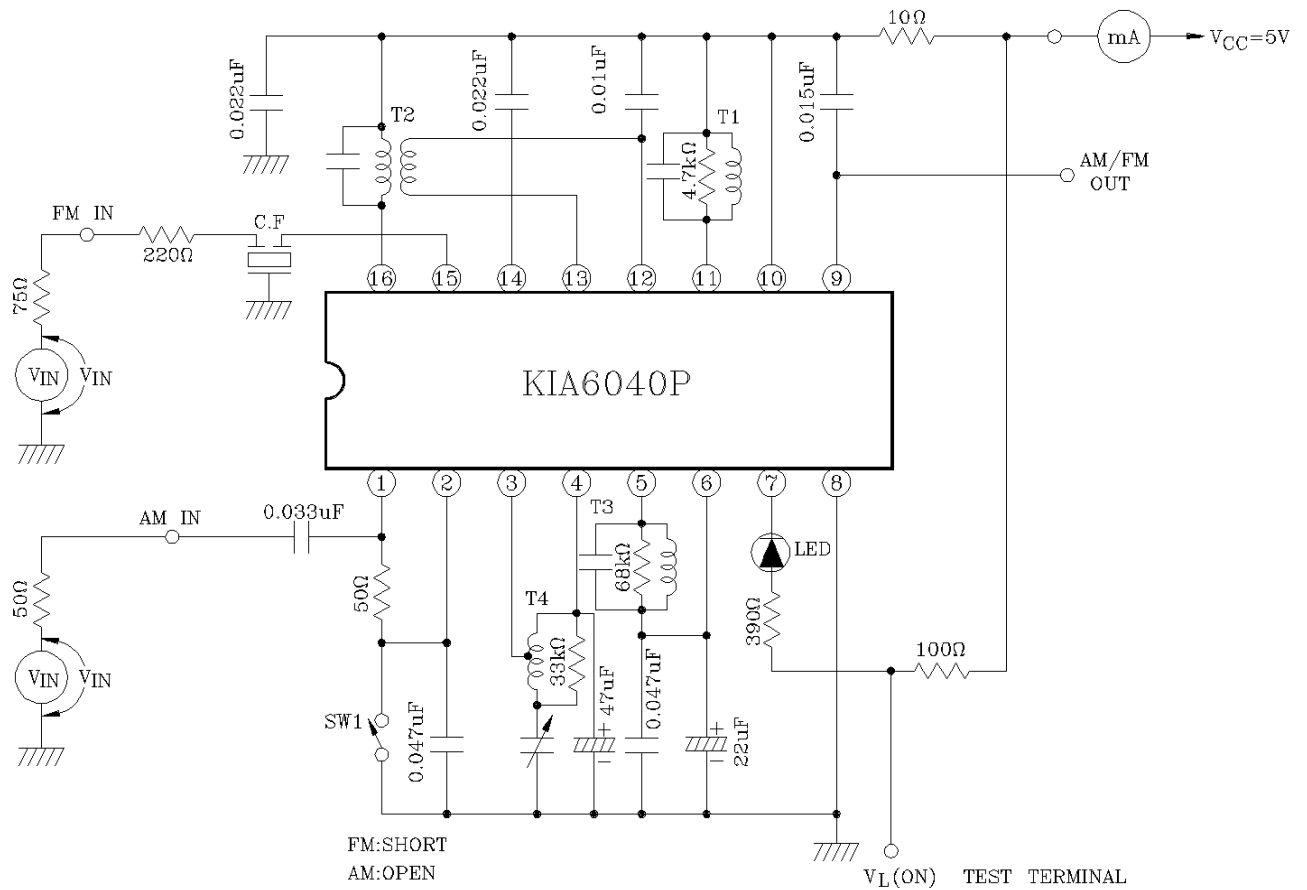 10Ω
mA
VCC=5V
0.022uF
T2
0.022uF
0.01uF
T1
4.7kΩ
0.015uF
AM/FM
OUT
FM IN
220Ω
C.F
75Ω
VIN
VIN
16
15
14
13
12
11
10
9
KIA6040P
1
2
3
4
5
6
7
8
AM IN
0.033uF
50Ω
VIN
VIN
50Ω
SW1
0.047uF
T4
33kΩ
47uF
+
-
T3
68kΩ
0.047uF
22uF
+
-
LED
390Ω
100Ω
FM:SHORT
AM:OPEN
VL(ON) TEST TERMINAL